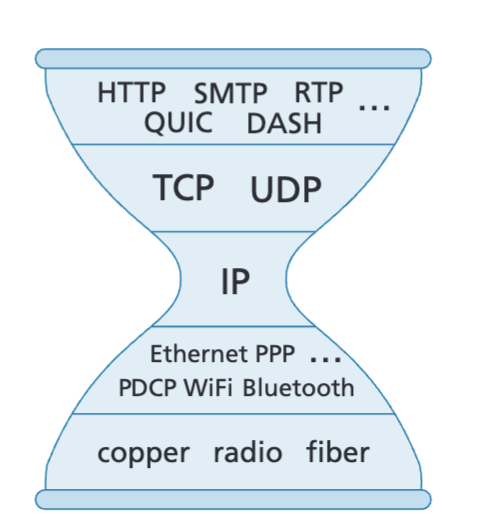 HTTP SMTP RTP ...
QUIC DASH
TCP UDP
IP
Ethernet PPP ...
PDCP WiFi Bluetooth
copper radio fiber